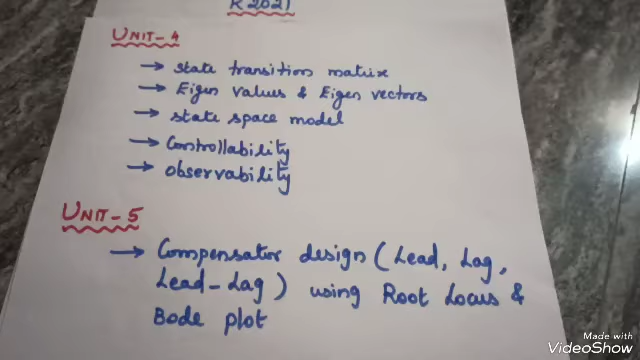 R2021
UNIT-4
→ state transition matrix
→ Eigen values & Eigen vectors
→ state space model
→ Controllability
→ observability
UNIT-5
→ Compensator design (Lead, Lag,
Lead-Lag) using Root Locus &
Bode plot
Made with
VideoShow